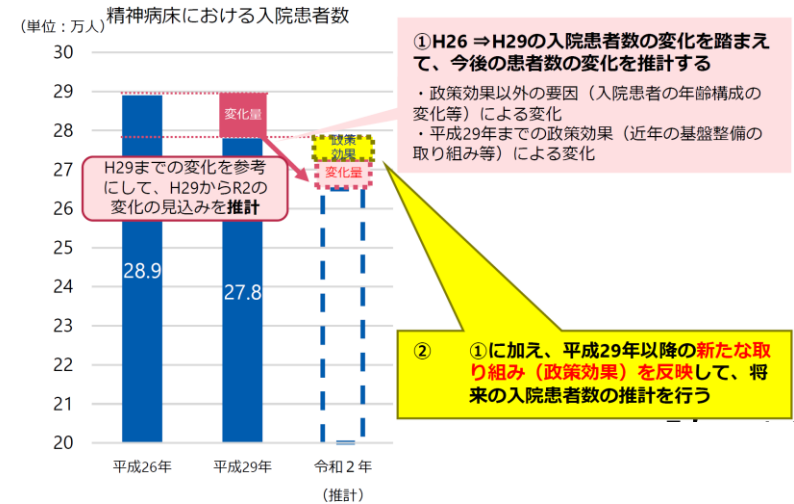 精神病床における入院患者数
（単位：万人）
30
29
28
27
26
25
24
23
22
21
20
28.9
27.8
変化量
政策
効果
変化量
H29までの変化を参考
にして、H29からR2の
変化の見込みを推計
平成26年
平成29年
令和２年
（推計）
①H26 ⇒H29の入院患者数の変化を踏まえ
て、今後の患者数の変化を推計する
・政策効果以外の要因（入院患者の年齢構成の
変化等）による変化
・平成29年までの政策効果（近年の基盤整備の
取り組み等）による変化
② ①に加え、平成29年以降の新たな取
り組み（政策効果）を反映して、将
来の入院患者数の推計を行う